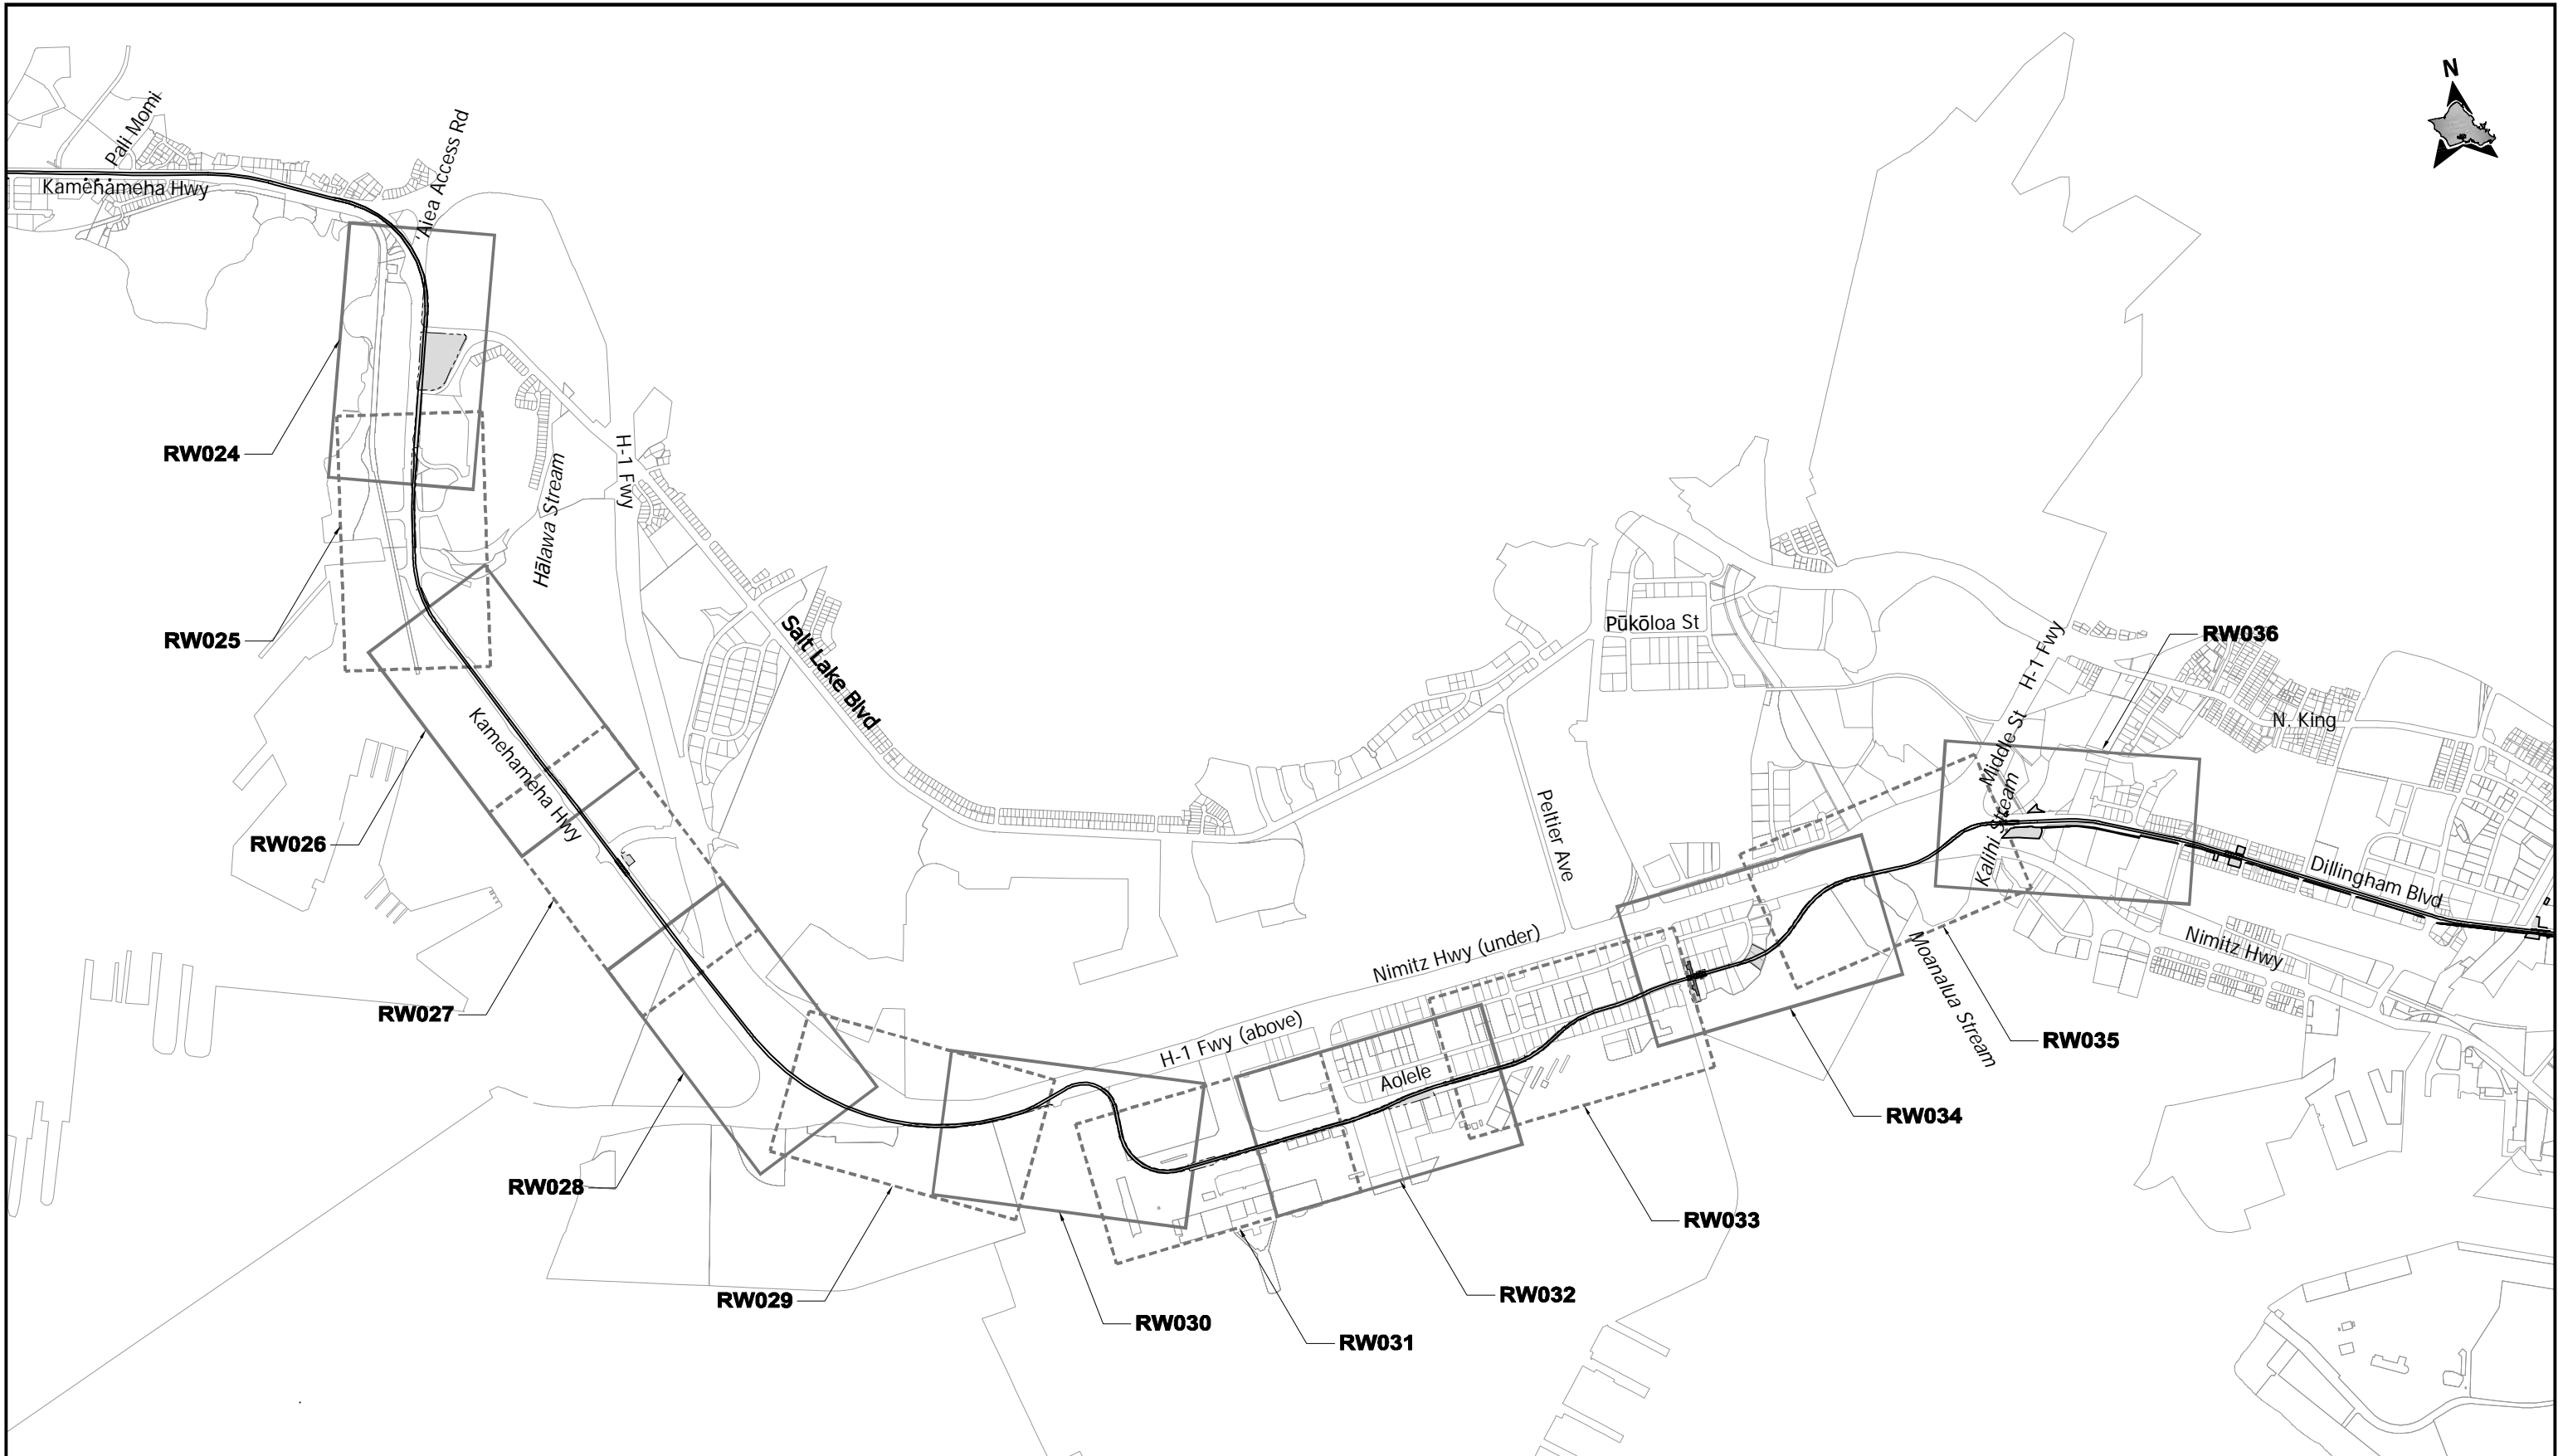 N
Pali Momi
'Aiea Access Rd
Kamehameha Hwy
RW024
H-1 Fwy
Hālawa Stream
RW025
Salt Lake Blvd
Pūkōloa St
H-1 Fwy
RW036
N. King
Kamehameha Hwy
Middle St
Kalihi Stream
Peltier Ave
RW026
Dillingham Blvd
Nimitz Hwy (under)
Nimitz Hwy
Moanalua Stream
RW027
H-1 Fwy (above)
RW035
Aolele
RW034
RW028
RW033
RW029
RW032
RW030
RW031